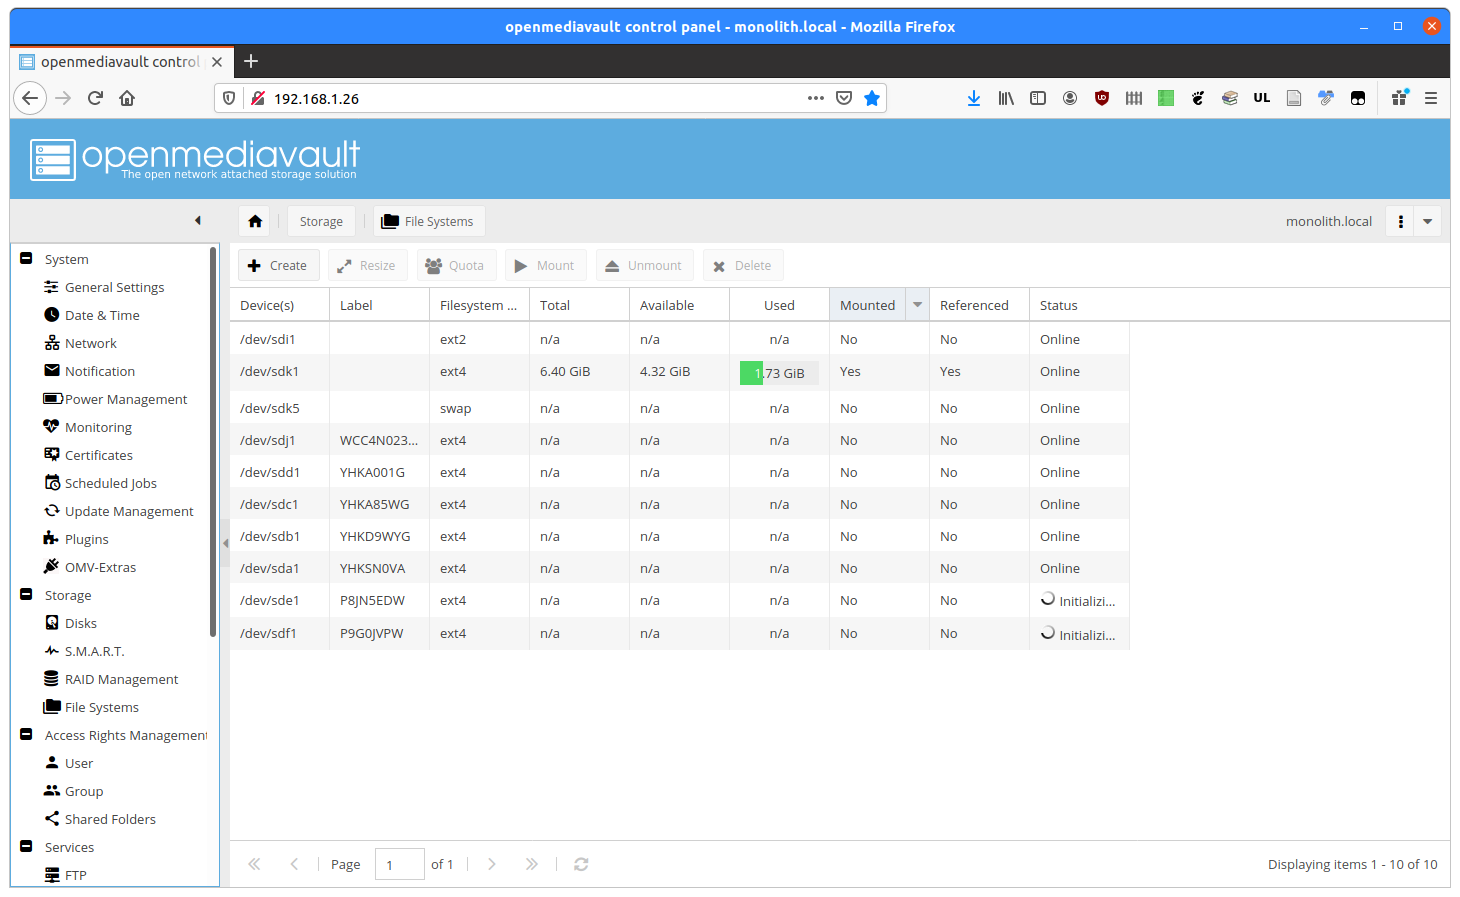 openmediavault control panel - monolith.local - Mozilla Firefox
openmediavault control
192.168.1.26
UL
openmediavault
The open network attached storage solution
Storage File Systems monolith.local
System
General Settings
Date & Time
Network
Notification
Power Management
Monitoring
Certificates
Scheduled Jobs
Update Management
Plugins
OMV-Extras
Storage
Disks
S.M.A.R.T.
RAID Management
File Systems
Access Rights Management
User
Group
Shared Folders
Services
FTP
Create Resize Quota Mount Unmount Delete
Device(s) Label Filesystem ... Total Available Used Mounted Referenced Status
/dev/sdi1 ext2 n/a n/a n/a No No Online
/dev/sdk1 ext4 6.40 GiB 4.32 GiB 1.73 GiB Yes Yes Online
/dev/sdk5 swap n/a n/a n/a No No Online
/dev/sdj1 WCC4N023... ext4 n/a n/a n/a No No Online
/dev/sdd1 YHKA001G ext4 n/a n/a n/a No No Online
/dev/sdc1 YHKA85WG ext4 n/a n/a n/a No No Online
/dev/sdb1 YHKD9WYG ext4 n/a n/a n/a No No Online
/dev/sda1 YHKSN0VA ext4 n/a n/a n/a No No Online
/dev/sde1 P8JN5EDW ext4 n/a n/a n/a No No Initializi...
/dev/sdf1 P9G0JVPW ext4 n/a n/a n/a No No Initializi...
Page 1 of 1 Displaying items 1 - 10 of 10